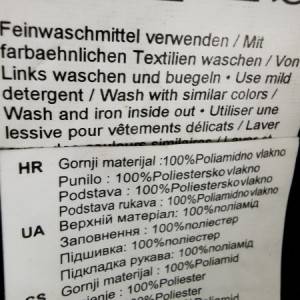 Feinwaschmittel verwenden / Mit
farbaehnlichen Textilien waschen / Von
Links waschen und buegeln • Use mild
detergent / Wash with similar colors /
Wash and iron inside out • Utiliser une
lessive pour vêtements délicats / Laver
HR Gornji materijal :100%Poliamidno vlakno
Punilo : 100%Poliestersko vlakno
Podstava : 100%Poliestersko vlakno
Podstava rukava : 100%Poliamidno vlakno
UA Верхній матеріал: 100%поліамід
Заповнення : 100%поліестер
Підшивка: 100%поліестер
Підкладка рукава: 100%поліамід
Gornji materijal : 100%Poliamid
100%Poliester